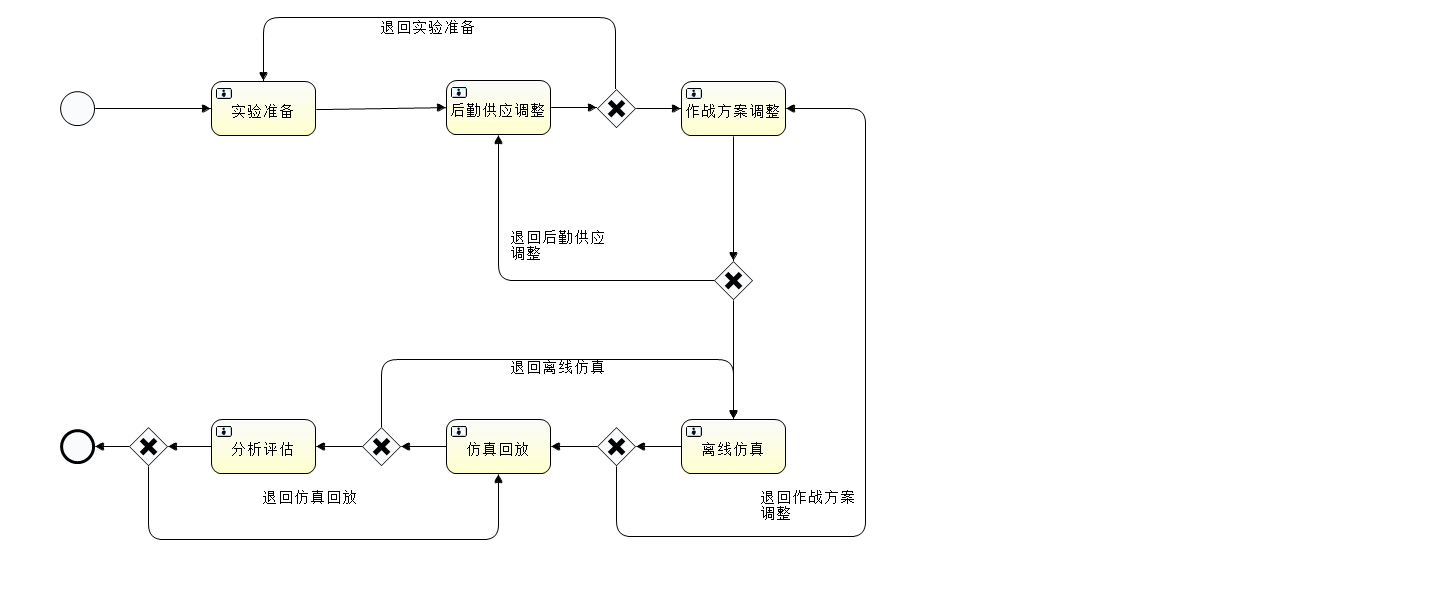 退回实验准备
实验准备
后勤供应调整
作战方案调整
退回后勤供应
调整
退回离线仿真
分析评估
仿真回放
离线仿真
退回仿真回放
退回作战方案
调整